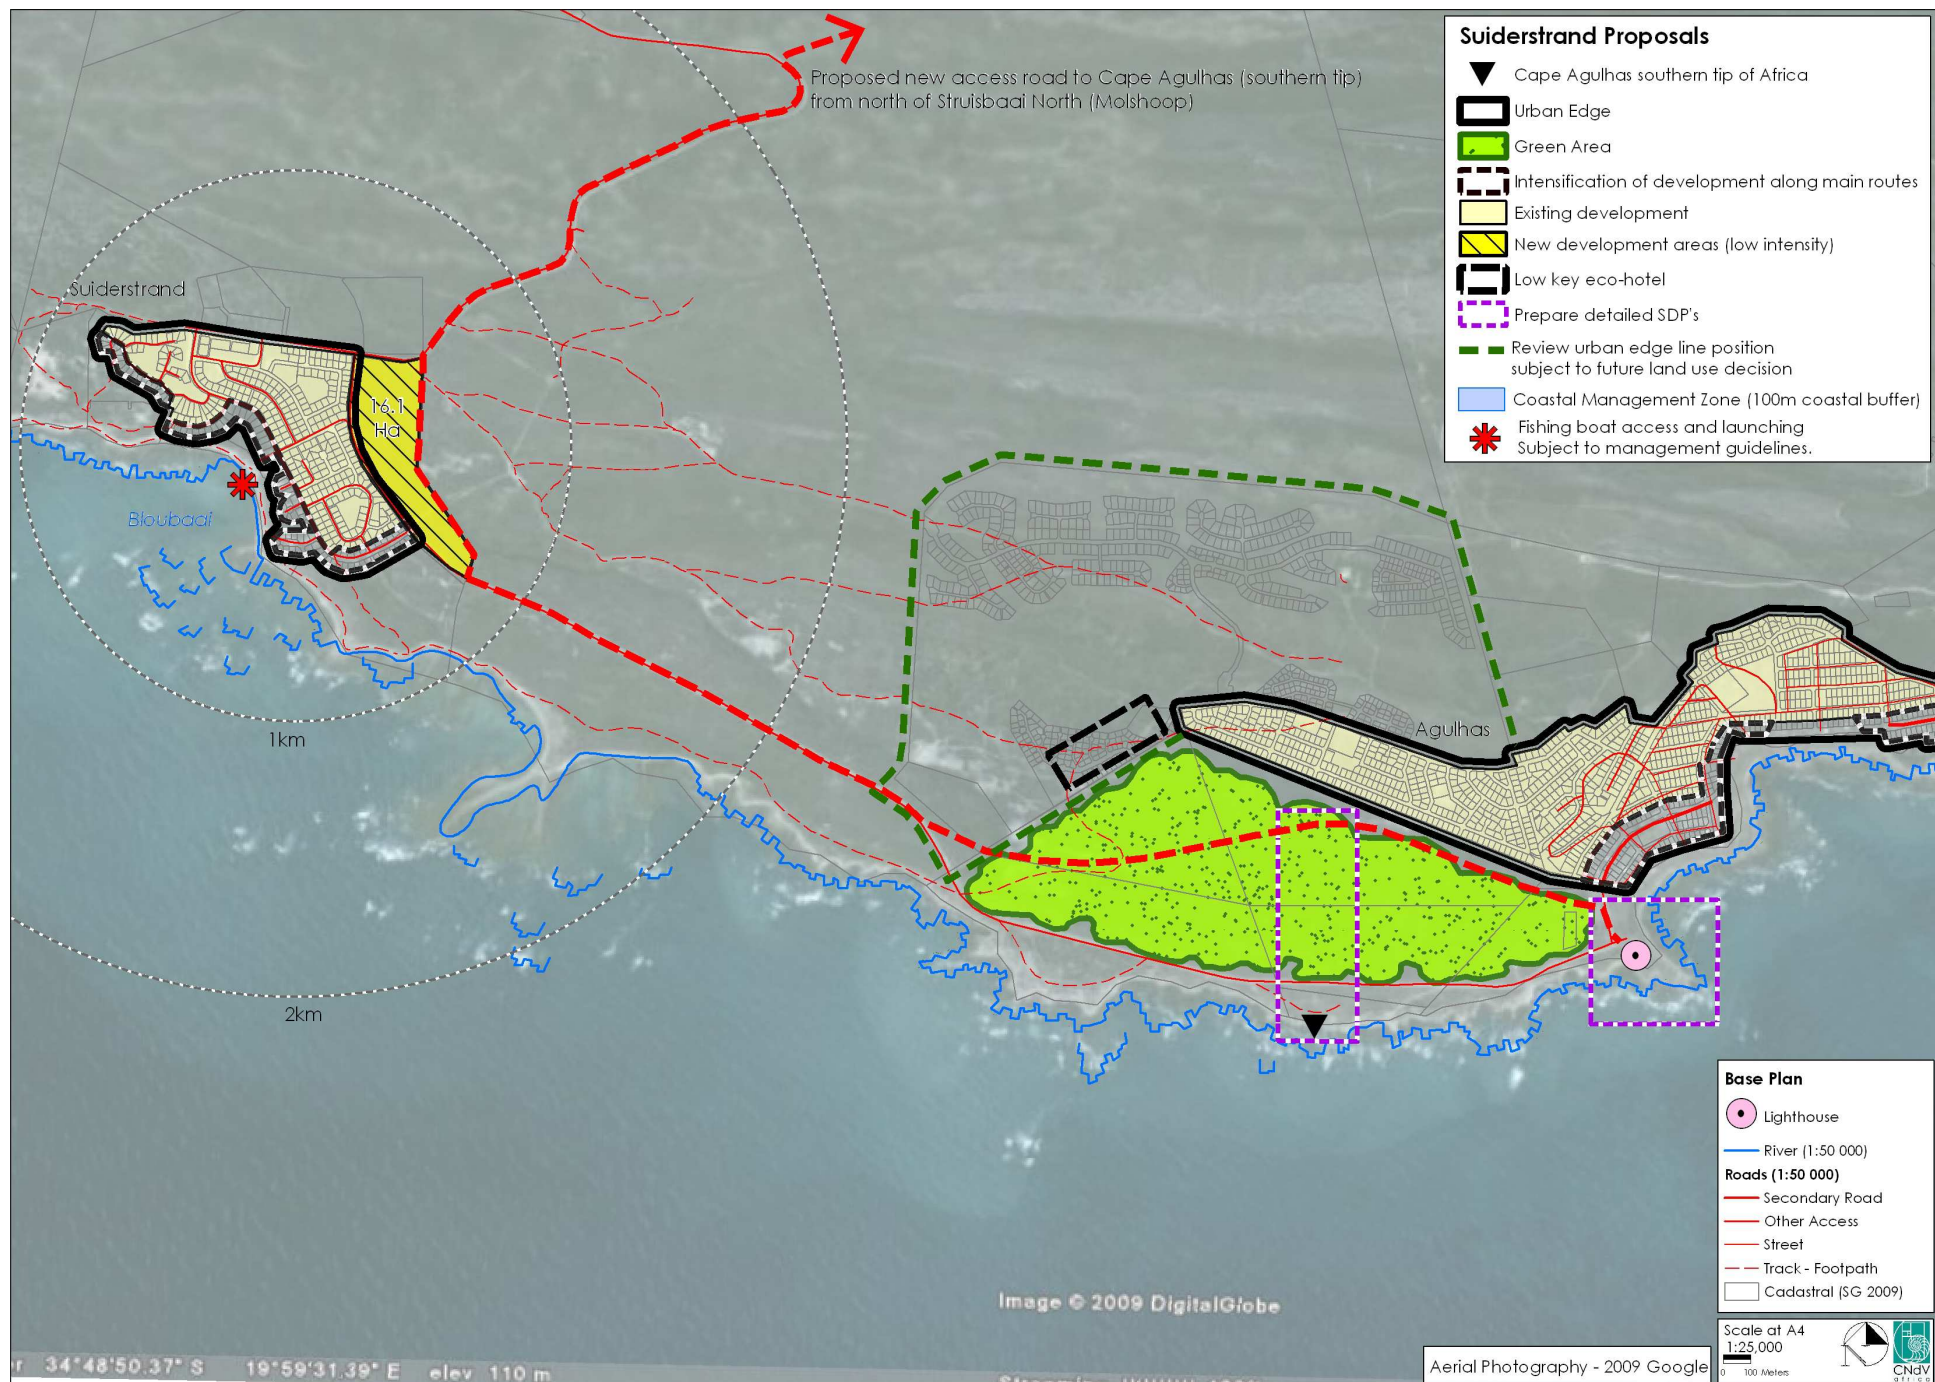 Proposed new access road to Cape Agulhas (southern tip)
from north of Struisbaai North (Molshoop)
Suiderstrand Proposals
Cape Agulhas southern tip of Africa
Urban Edge
Green Area
Intensification of development along main routes
Existing development
New development areas (low intensity)
Low key eco-hotel
Prepare detailed SDP's
Review urban edge line position
subject to future land use decision
Coastal Management Zone (100m coastal buffer)
Fishing boat access and launching
Subject to management guidelines.
Suiderstrand
16.1
Ha
Bloubaai
1km
Agulhas
2km
Base Plan
Lighthouse
River (1:50 000)
Roads (1:50 000)
Secondary Road
Other Access
Street
Track - Footpath
Cadastral (SG 2009)
Image © 2009 DigitalGlobe
Scale at A4
1:25,000
0 100 Meters
CNdV
africa
34°48'50.37" S 19°59'31.39" E elev 110 m
Aerial Photography - 2009 Google